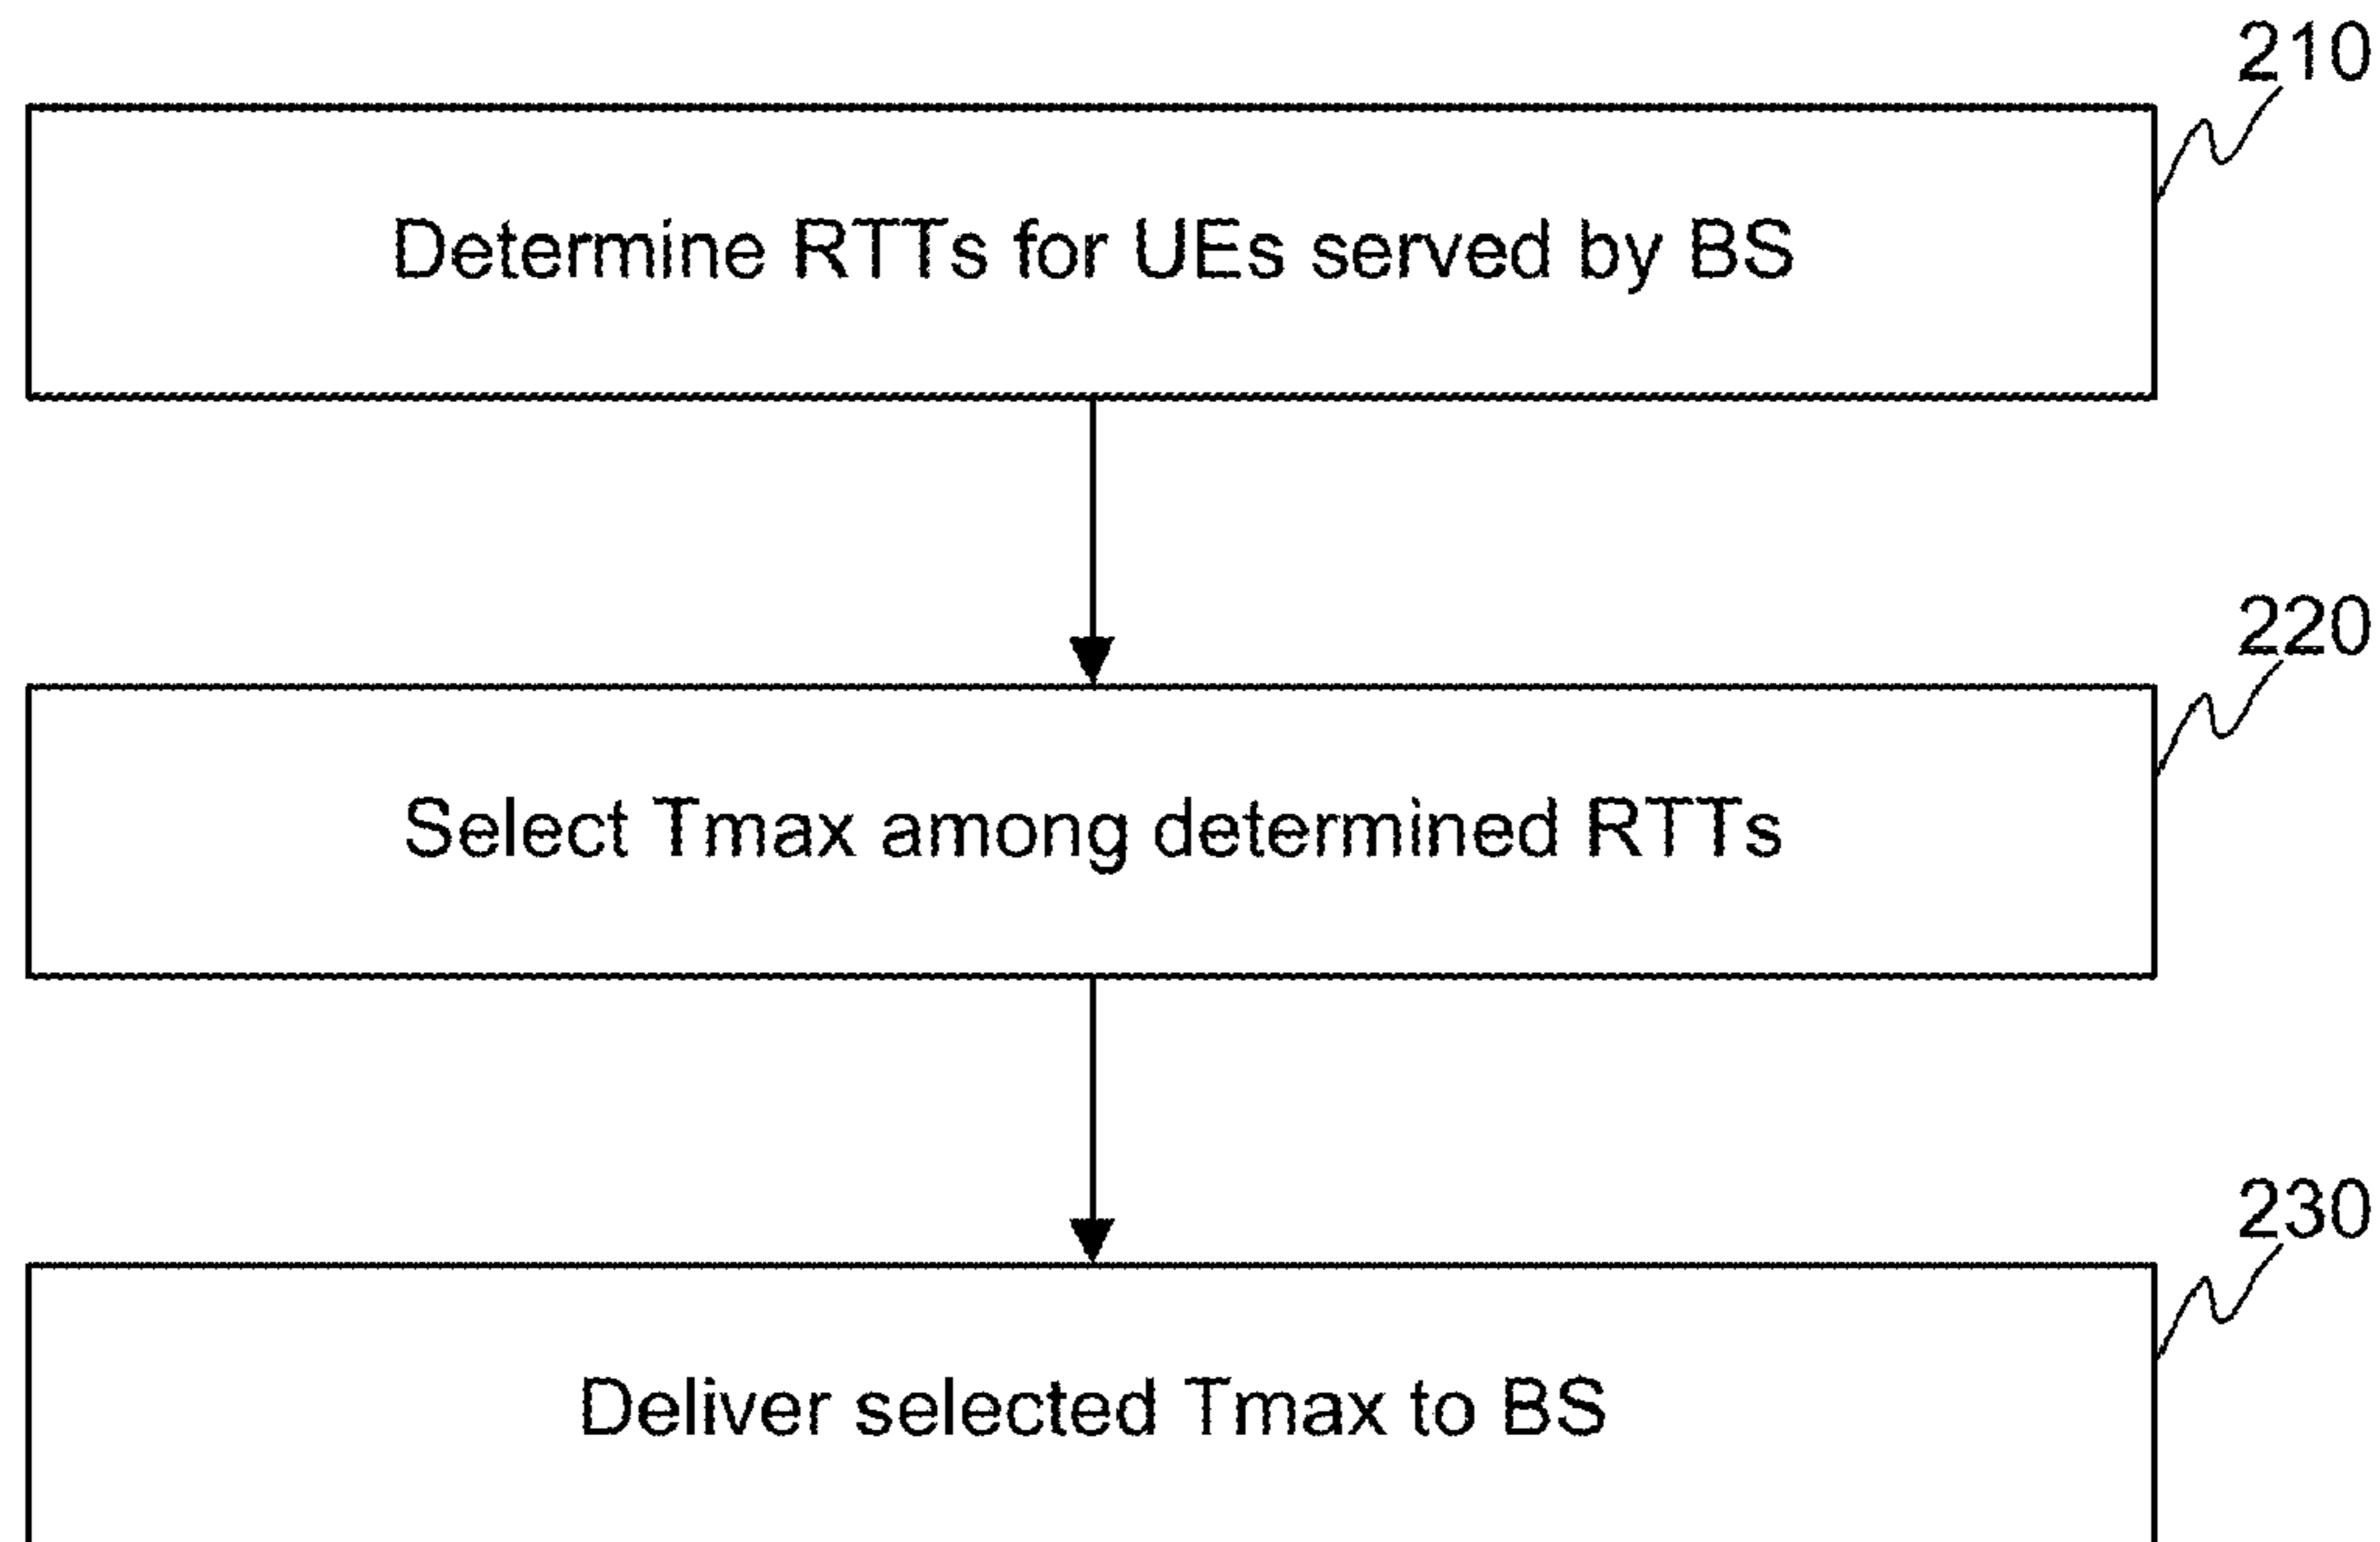 210
Determine RTTs for UEs served by BS
220
Select Tmax among determined RTTs
230
Deliver selected Tmax to BS